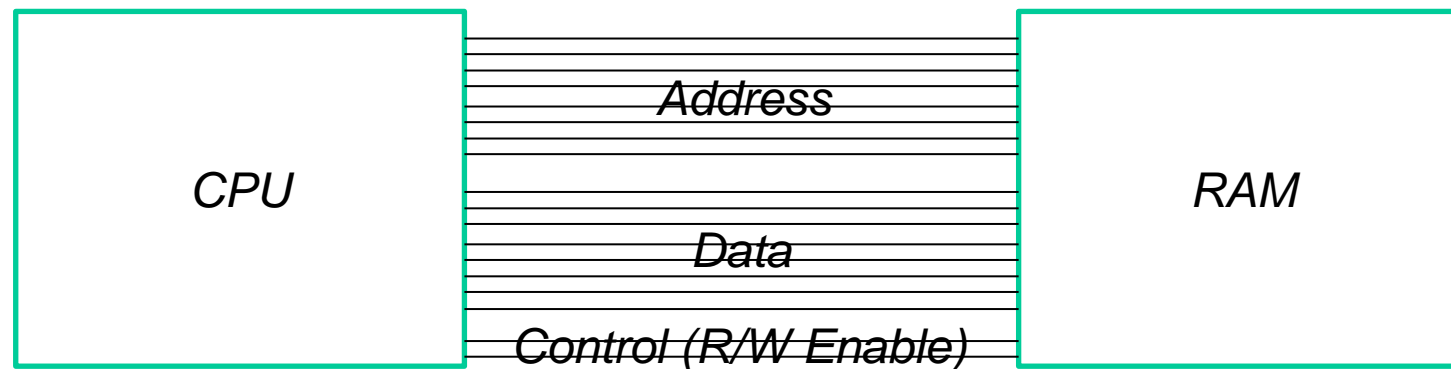 Address
CPU
RAM
Data
Control (R/W Enable)